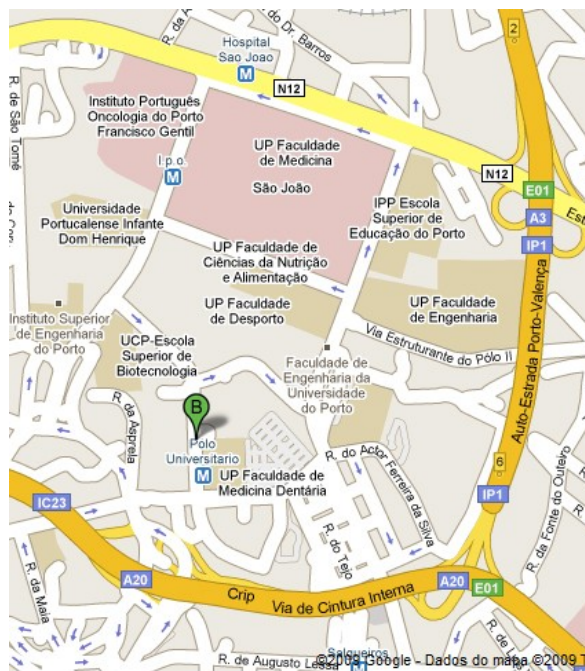 R. da A
R. do Dr. Barros
2
Hospital
Sao Joao
M
N12
R. de São Tomé
Instituto Português
Oncologia do Porto
Francisco Gentil
UP Faculdade
de Medicina
I.p.o.
M
São João
N12
E01
Est
A3
IP1
IPP Escola
Superior de
Educação do Porto
Universidade
Portucalense Infante
Dom Henrique
UP Faculdade de
Ciências da Nutrição
e Alimentação
UP Faculdade
de Desporto
UP Faculdade
de Engenharia
Instituto Superior
de Engenharia
do Porto
Via Estruturante do Pólo II
Auto-Estrada Porto-Valença
UCP-Escola
Superior de
Biotecnologia
Faculdade de
Engenharia da
Universidade
do Porto
R. da Asprela
B
Polo
Universitario
M
UP Faculdade de
Medicina Dentária
R. do Actor Ferreira da Silva
6
IP1
R. da Fonte do Outeiro
IC23
R. do Tejo
R. da Maia
A20
Crip
Via de Cintura Interna
A20
E01
Salgueiros
R. de Augusto Lessa
©2009 Google - Dados do mapa ©2009